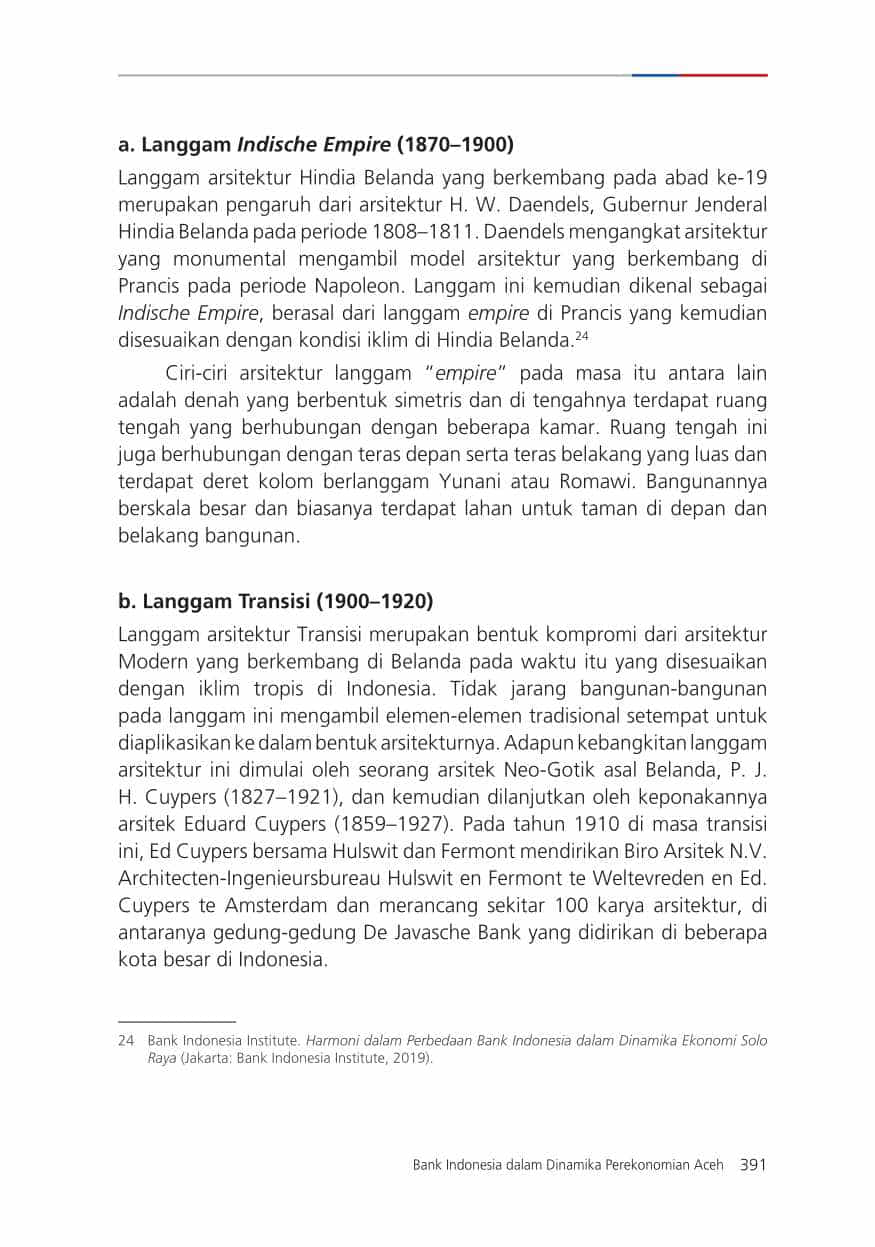 a. Langgam Indische Empire (1870–1900)
Langgam arsitektur Hindia Belanda yang berkembang pada abad ke-19
merupakan pengaruh dari arsitektur H. W. Daendels, Gubernur Jenderal
Hindia Belanda pada periode 1808–1811. Daendels mengangkat arsitektur
yang monumental mengambil model arsitektur yang berkembang di
Prancis pada periode Napoleon. Langgam ini kemudian dikenal sebagai
Indische Empire, berasal dari langgam empire di Prancis yang kemudian
disesuaikan dengan kondisi iklim di Hindia Belanda.24
Ciri-ciri arsitektur langgam “empire” pada masa itu antara lain
adalah denah yang berbentuk simetris dan di tengahnya terdapat ruang
tengah yang berhubungan dengan beberapa kamar. Ruang tengah ini
juga berhubungan dengan teras depan serta teras belakang yang luas dan
terdapat deret kolom berlanggam Yunani atau Romawi. Bangunannya
berskala besar dan biasanya terdapat lahan untuk taman di depan dan
belakang bangunan.
b. Langgam Transisi (1900–1920)
Langgam arsitektur Transisi merupakan bentuk kompromi dari arsitektur
Modern yang berkembang di Belanda pada waktu itu yang disesuaikan
dengan iklim tropis di Indonesia. Tidak jarang bangunan-bangunan
pada langgam ini mengambil elemen-elemen tradisional setempat untuk
diaplikasikan ke dalam bentuk arsitekturnya. Adapun kebangkitan langgam
arsitektur ini dimulai oleh seorang arsitek Neo-Gotik asal Belanda, P. J.
H. Cuypers (1827–1921), dan kemudian dilanjutkan oleh keponakannya
arsitek Eduard Cuypers (1859–1927). Pada tahun 1910 di masa transisi
ini, Ed Cuypers bersama Hulswit dan Fermont mendirikan Biro Arsitek N.V.
Architecten-Ingenieursbureau Hulswit en Fermont te Weltevreden en Ed.
Cuypers te Amsterdam dan merancang sekitar 100 karya arsitektur, di
antaranya gedung-gedung De Javasche Bank yang didirikan di beberapa
kota besar di Indonesia.
24 Bank Indonesia Institute. Harmoni dalam Perbedaan Bank Indonesia dalam Dinamika Ekonomi Solo
Raya (Jakarta: Bank Indonesia Institute, 2019).
Bank Indonesia dalam Dinamika Perekonomian Aceh 391